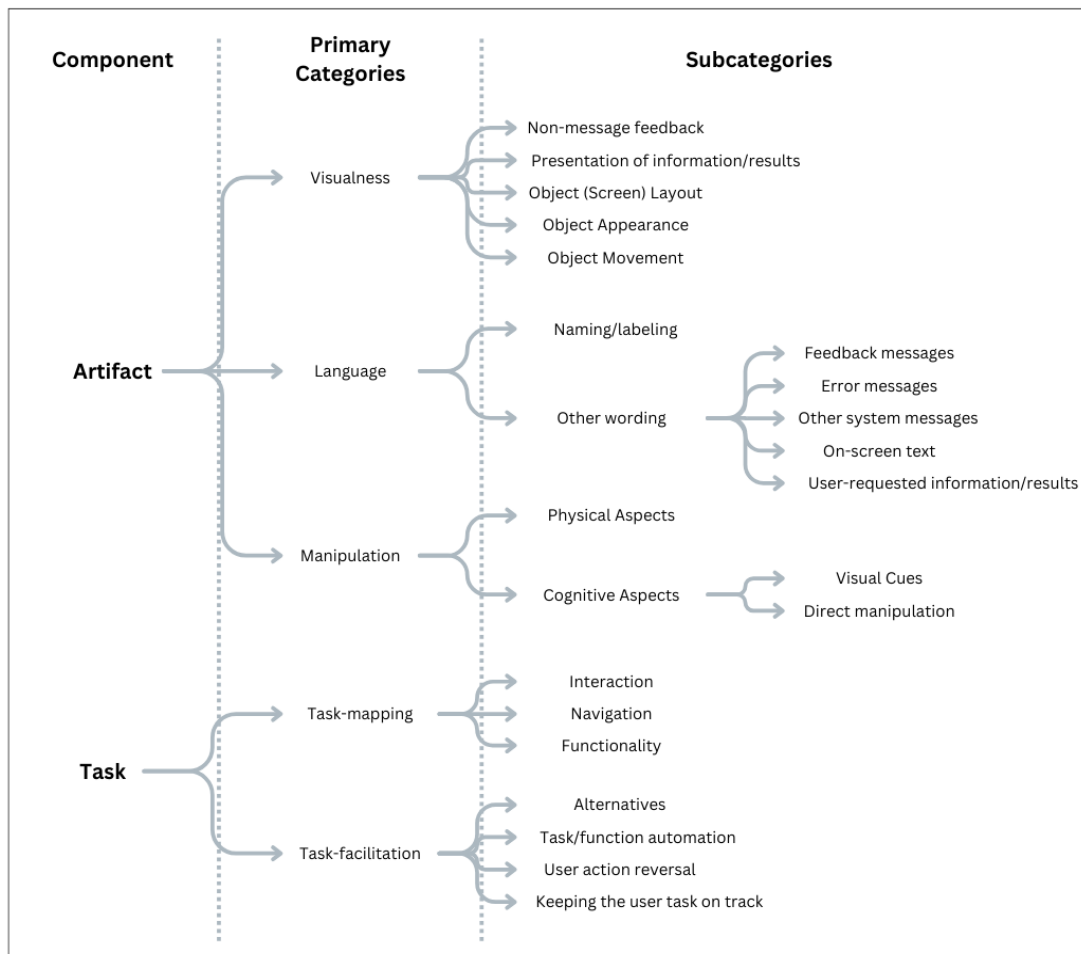 Component
Primary
Categories
Subcategories
Artifact
Visualness
Non-message feedback
Presentation of information/results
Object (Screen) Layout
Object Appearance
Object Movement
Language
Naming/labeling
Other wording
Feedback messages
Error messages
Other system messages
On-screen text
User-requested information/results
Manipulation
Physical Aspects
Cognitive Aspects
Visual Cues
Direct manipulation
Task
Task-mapping
Interaction
Navigation
Functionality
Task-facilitation
Alternatives
Task/function automation
User action reversal
Keeping the user task on track